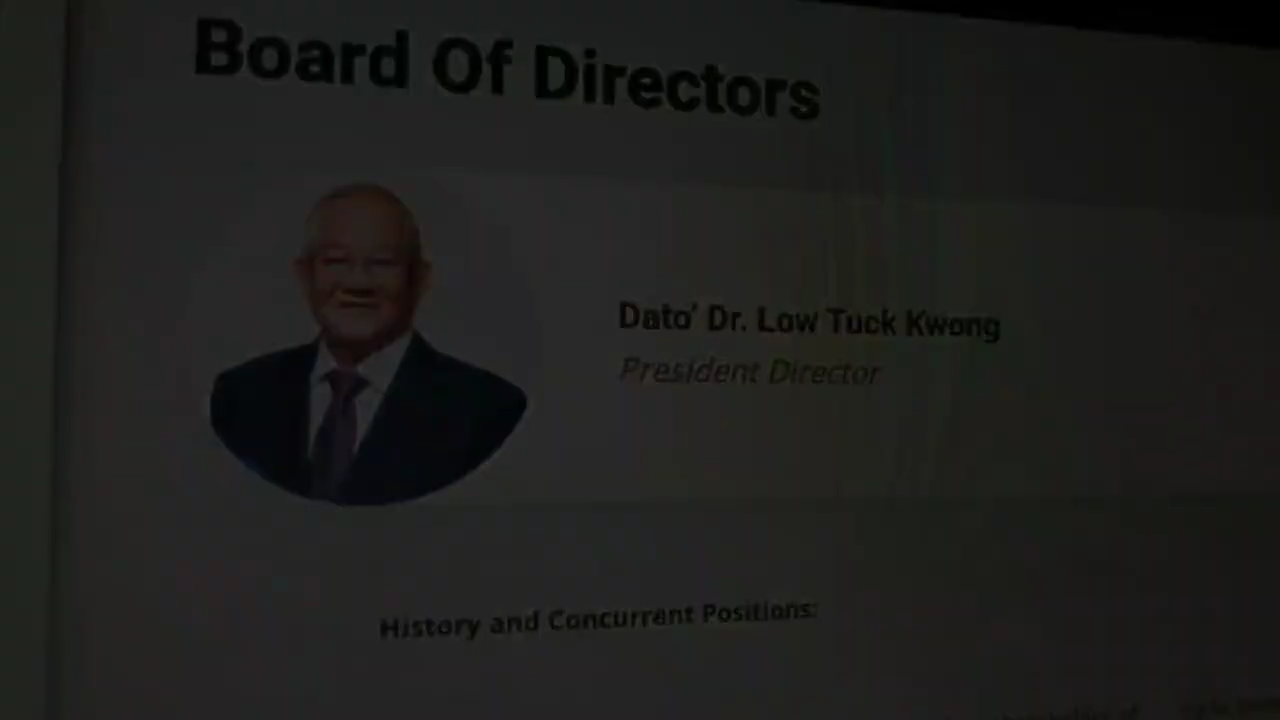 Board Of Directors
Dato' Dr. Low Tuck Kwong
President Director
History and Concurrent Positions: